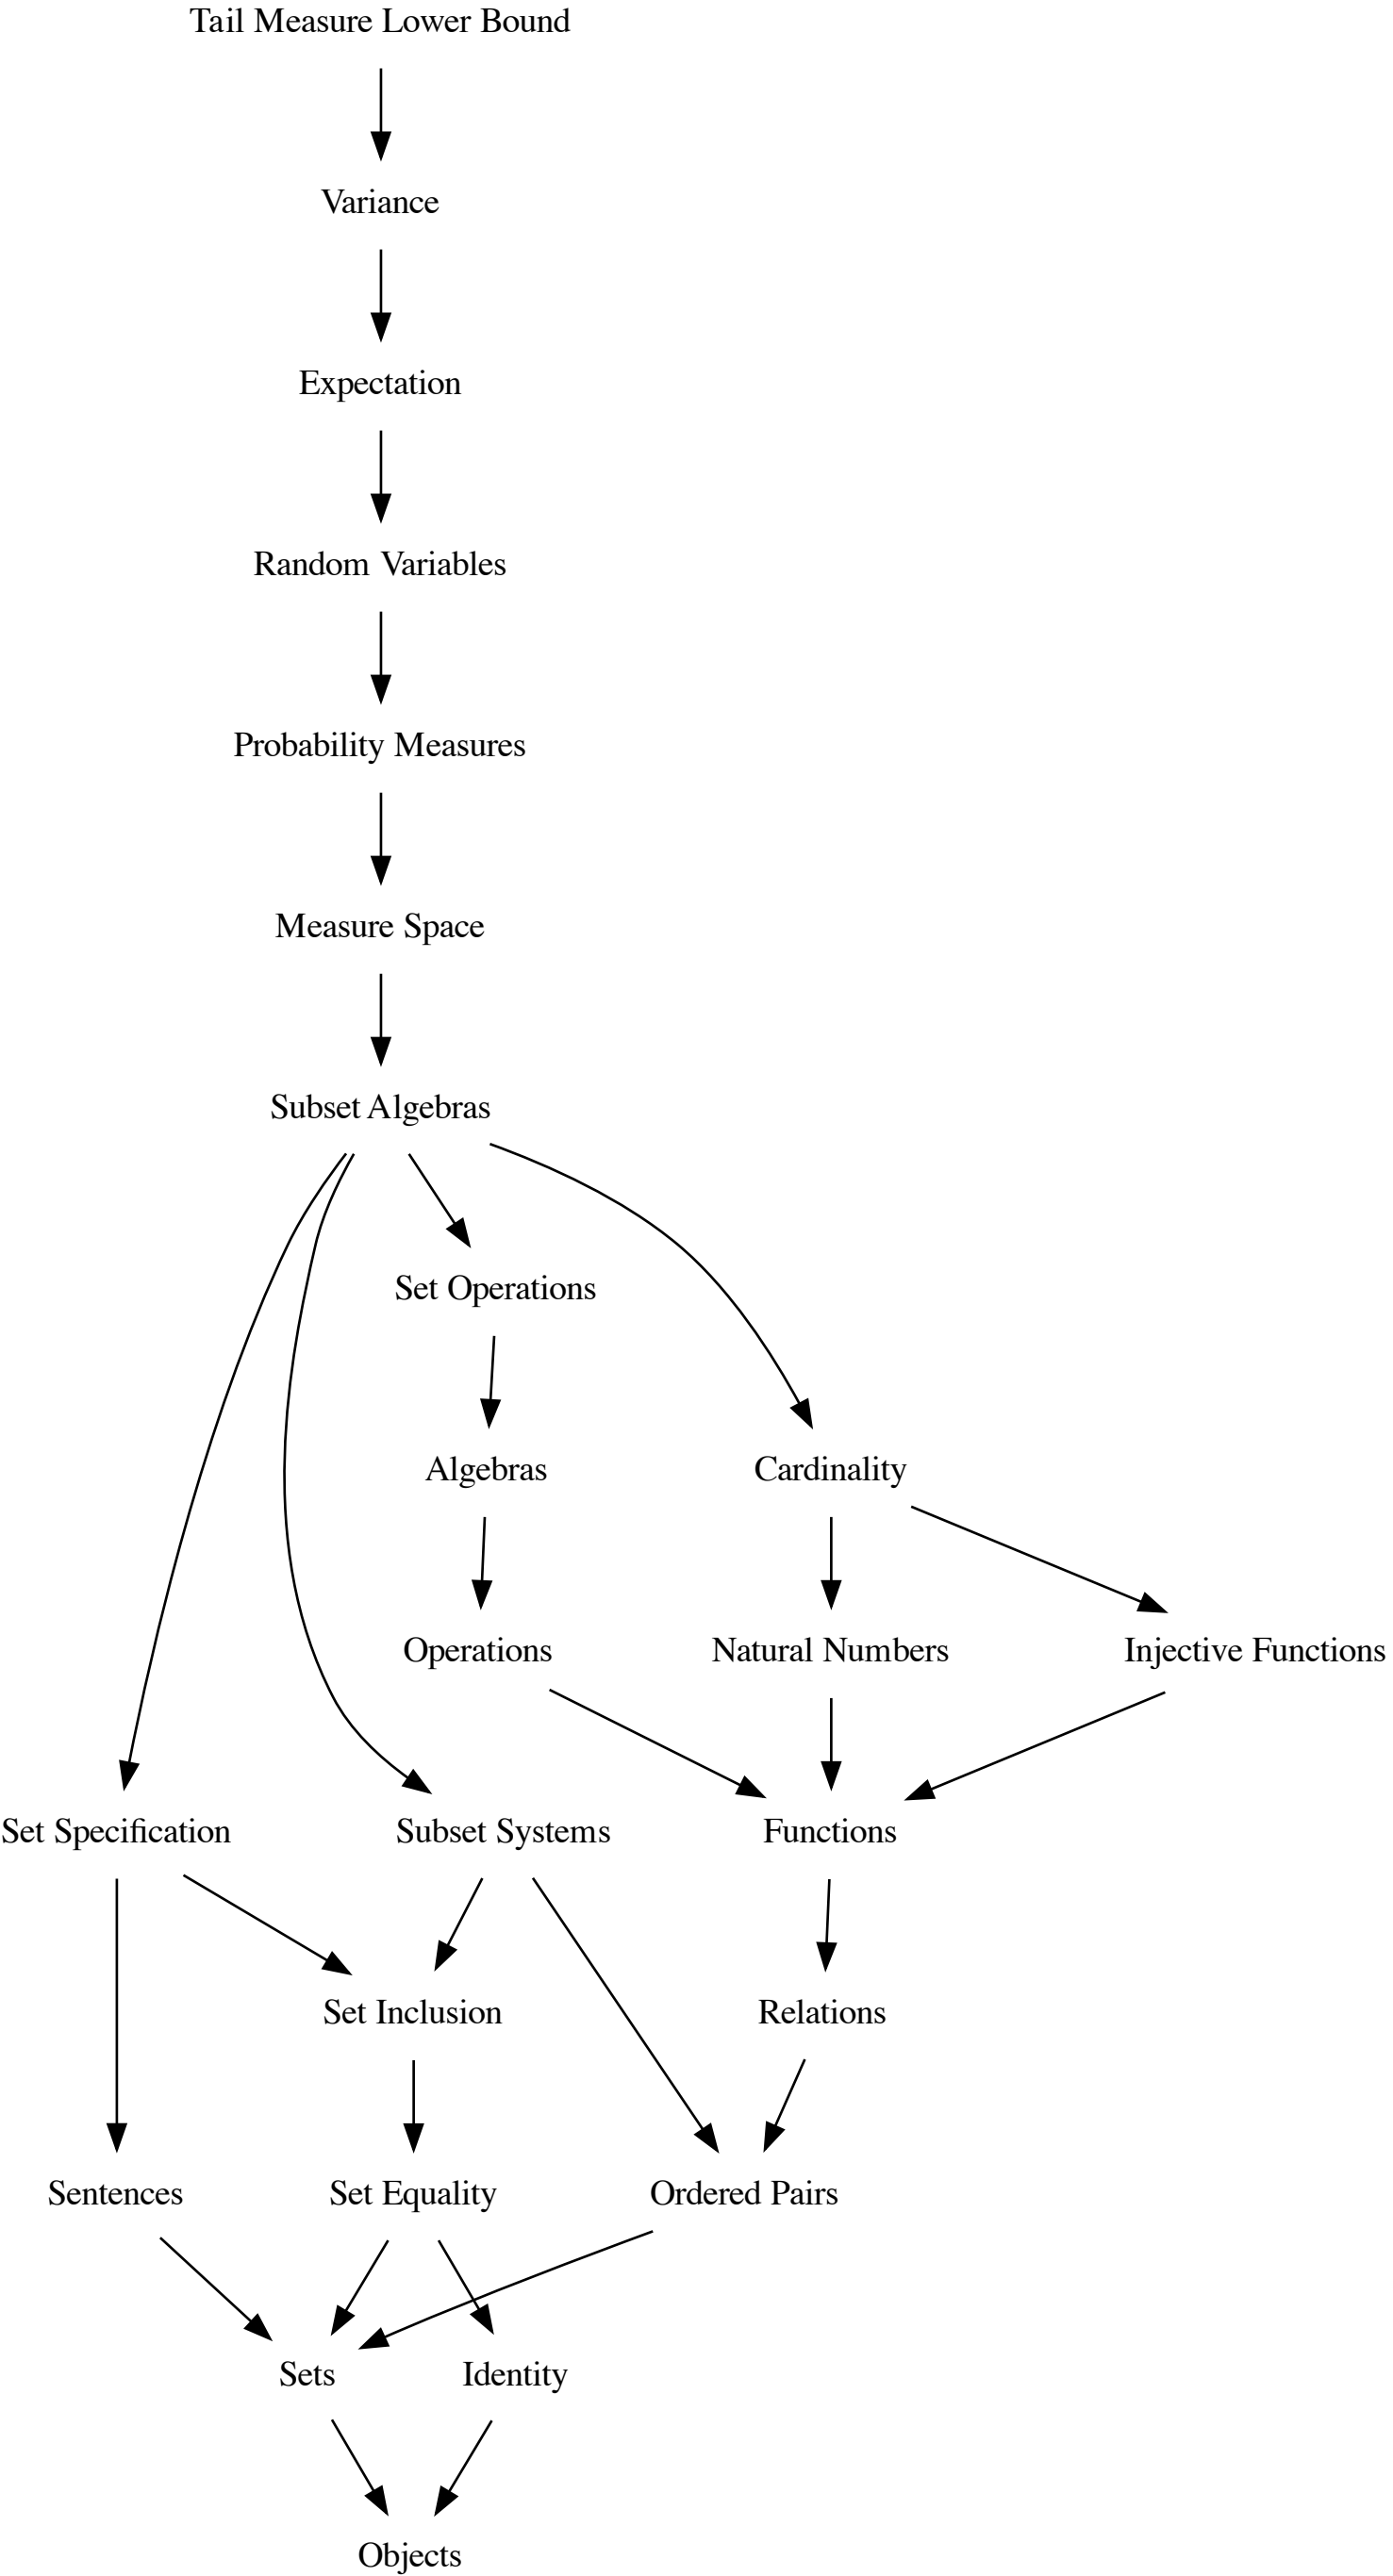 Tail Measure Lower Bound
Variance
Expectation
Random Variables
Probability Measures
Measure Space
Subset Algebras
Set Operations
Algebras
Cardinality
Operations
Natural Numbers
Injective Functions
Set Specification
Subset Systems
Functions
Set Inclusion
Relations
Sentences
Set Equality
Ordered Pairs
Sets
Identity
Objects